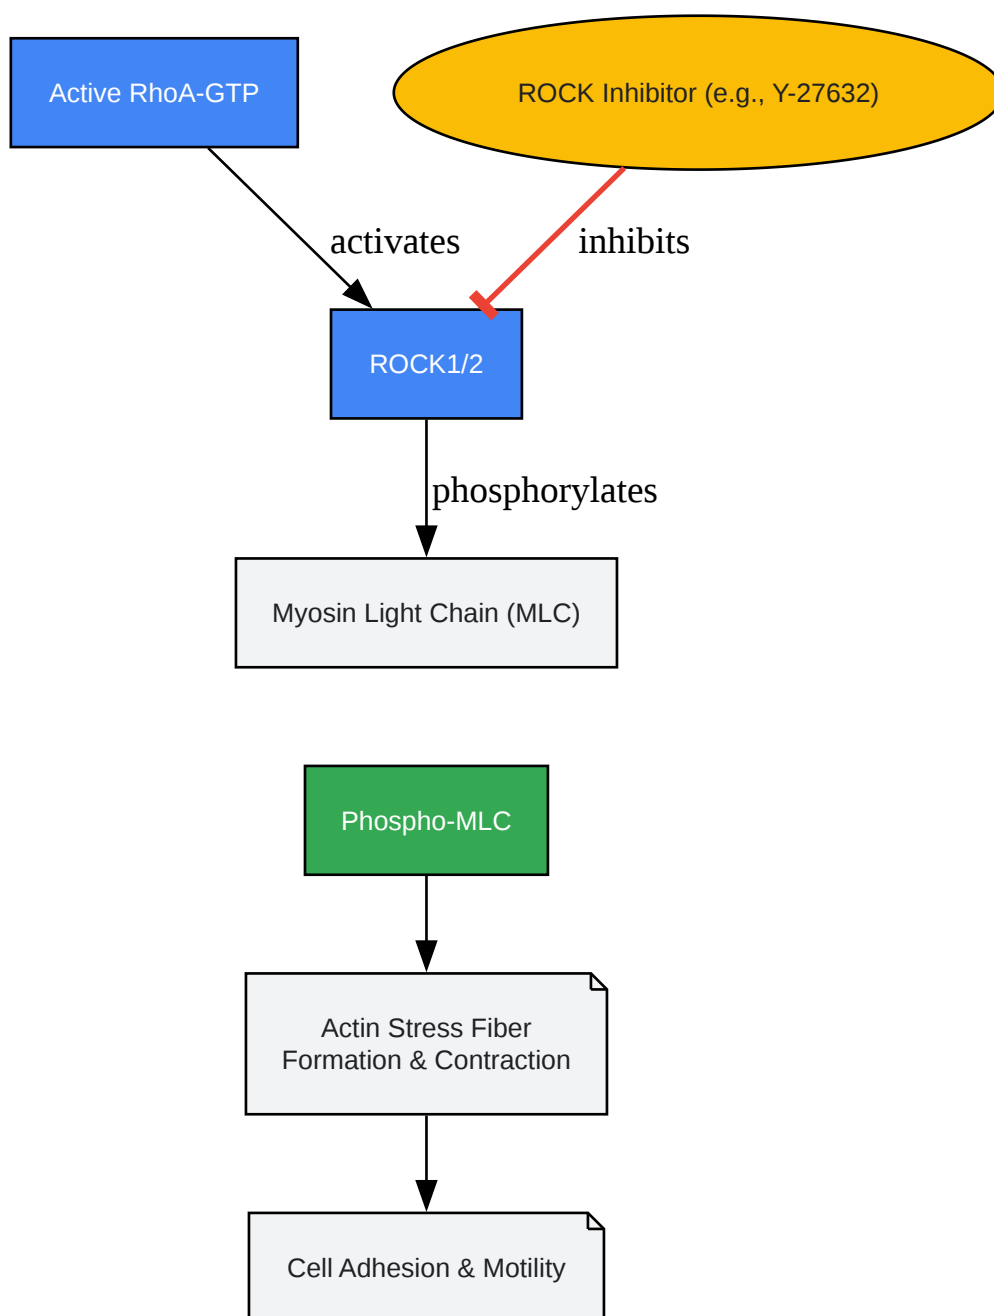 Active RhoA-GTP
ROCK Inhibitor (e.g., Y-27632)
activates
inhibits
ROCK1/2
phosphorylates
Myosin Light Chain (MLC)
Phospho-MLC
Actin Stress Fiber
Formation & Contraction
Cell Adhesion & Motility